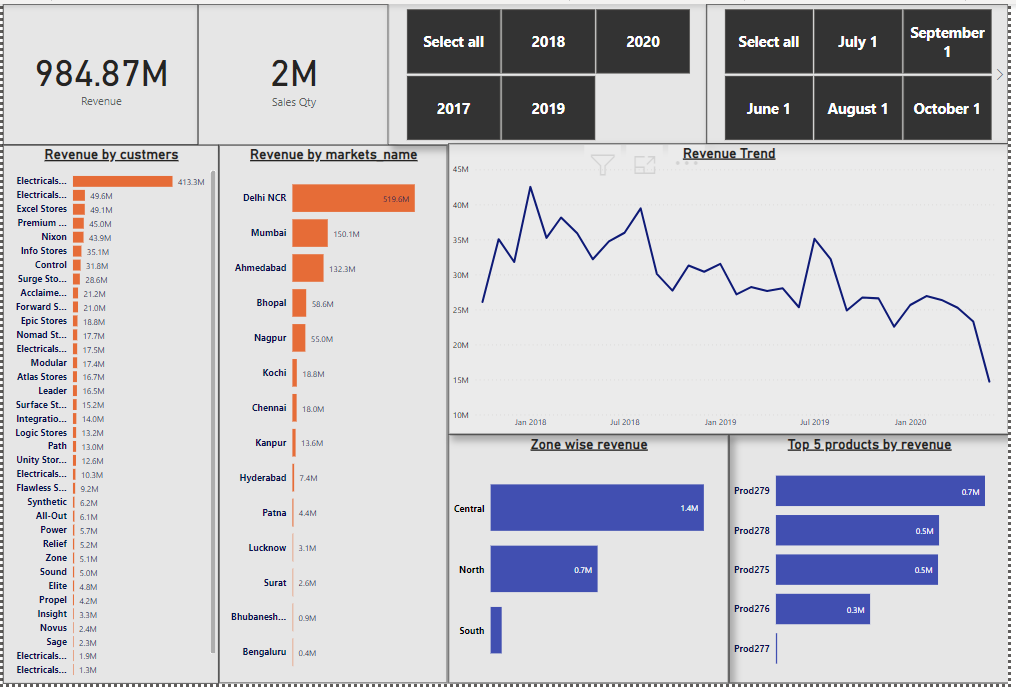 984.87M
Revenue
2M
Sales Qty
Select all
2018
2020
2017
2019
Select all
July 1
September
1
June 1
August 1
October 1
Revenue by custmers
Electricals... 413.3M
Electricals... 49.6M
Excel Stores 49.1M
Premium ... 45.0M
Nixon 43.9M
Info Stores 35.1M
Control 31.8M
Surge Sto... 28.6M
Acclaime... 21.2M
Forward S... 21.0M
Epic Stores 18.8M
Nomad St... 17.7M
Electricals... 17.5M
Modular 17.4M
Atlas Stores 16.7M
Leader 16.5M
Surface St... 15.2M
Integratio... 14.0M
Logic Stores 13.2M
Path 13.0M
Unity Stor... 12.6M
Electricals... 10.3M
Flawless S... 9.2M
Synthetic 6.2M
All-Out 6.1M
Power 5.7M
Relief 5.2M
Zone 5.1M
Sound 5.0M
Elite 4.8M
Propel 4.2M
Insight 3.3M
Novus 2.4M
Sage 2.3M
Electricals... 1.9M
Electricals... 1.3M
Revenue by markets_name
Delhi NCR 519.6M
Mumbai 150.1M
Ahmedabad 132.3M
Bhopal 58.6M
Nagpur 55.0M
Kochi 18.8M
Chennai 18.0M
Kanpur 13.6M
Hyderabad 7.4M
Patna 4.4M
Lucknow 3.1M
Surat 2.6M
Bhubanesh... 0.9M
Bengaluru 0.4M
Revenue Trend
45M
40M
35M
30M
25M
20M
15M
10M
Jan 2018 Jul 2018 Jan 2019 Jul 2019 Jan 2020
Zone wise revenue
Central 1.4M
North 0.7M
South
Top 5 products by revenue
Prod279 0.7M
Prod278 0.5M
Prod275 0.5M
Prod276 0.3M
Prod277